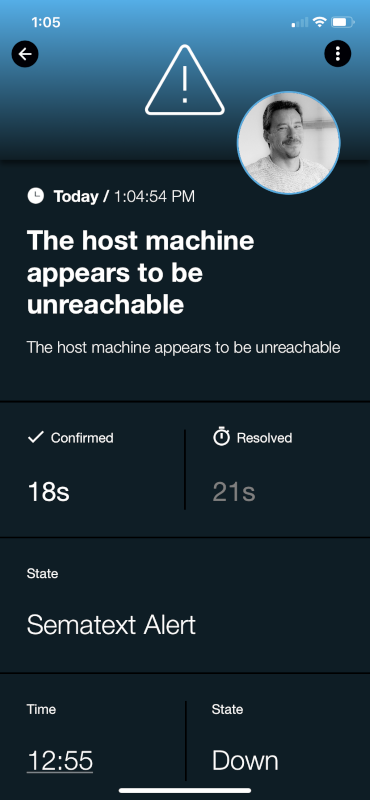 1:05
Today / 1:04:54 PM
The host machine
appears to be
unreachable
The host machine appears to be unreachable
Confirmed
Resolved
18s
21s
State
Sematext Alert
Time
State
12:55
Down